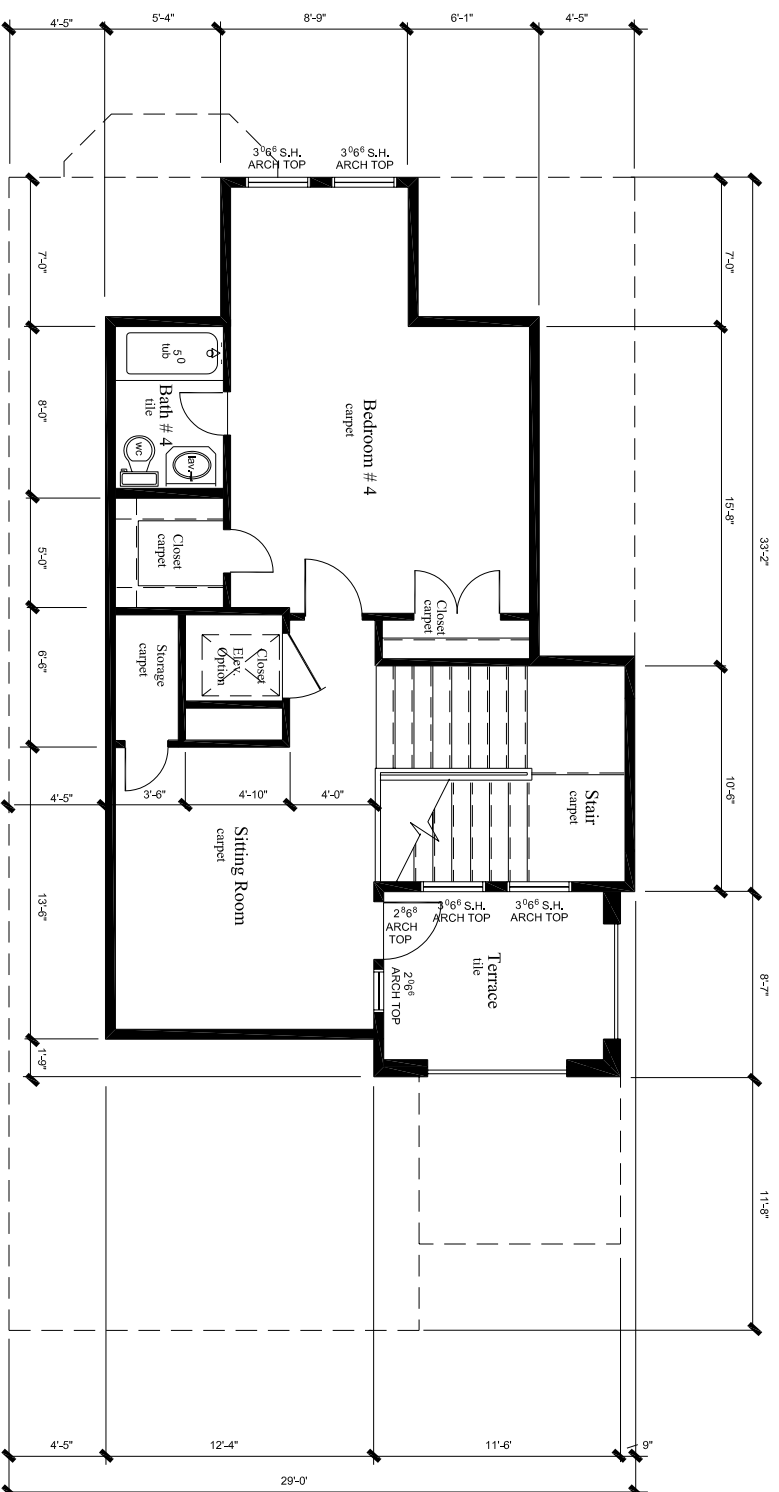 4'-5"
5'-4"
8'-9"
6'-1"
4'-5"
3⁰6⁶ S.H.
ARCH TOP
3⁰6⁶ S.H.
ARCH TOP
7'-0"
7'-0"
5⁰
tub
Bath # 4
tile
WC
lav.
8'-0"
Bedroom # 4
carpet
15'-8"
33'-2"
Closet
carpet
5'-0"
Closet
carpet
Closet
Elev.
Option
Storage
carpet
6'-6"
10'-6"
Stair
carpet
4'-5"
3'-6"
4'-10"
4'-0"
Sitting Room
carpet
13'-6"
3⁰6⁶ S.H.
ARCH TOP
3⁰6⁶ S.H.
ARCH TOP
2⁸6⁸
ARCH
TOP
2⁰6⁶
ARCH TOP
Terrace
tile
8'-7"
1'-9"
11'-8"
4'-5"
12'-4"
11'-6'
9"
29'-0'